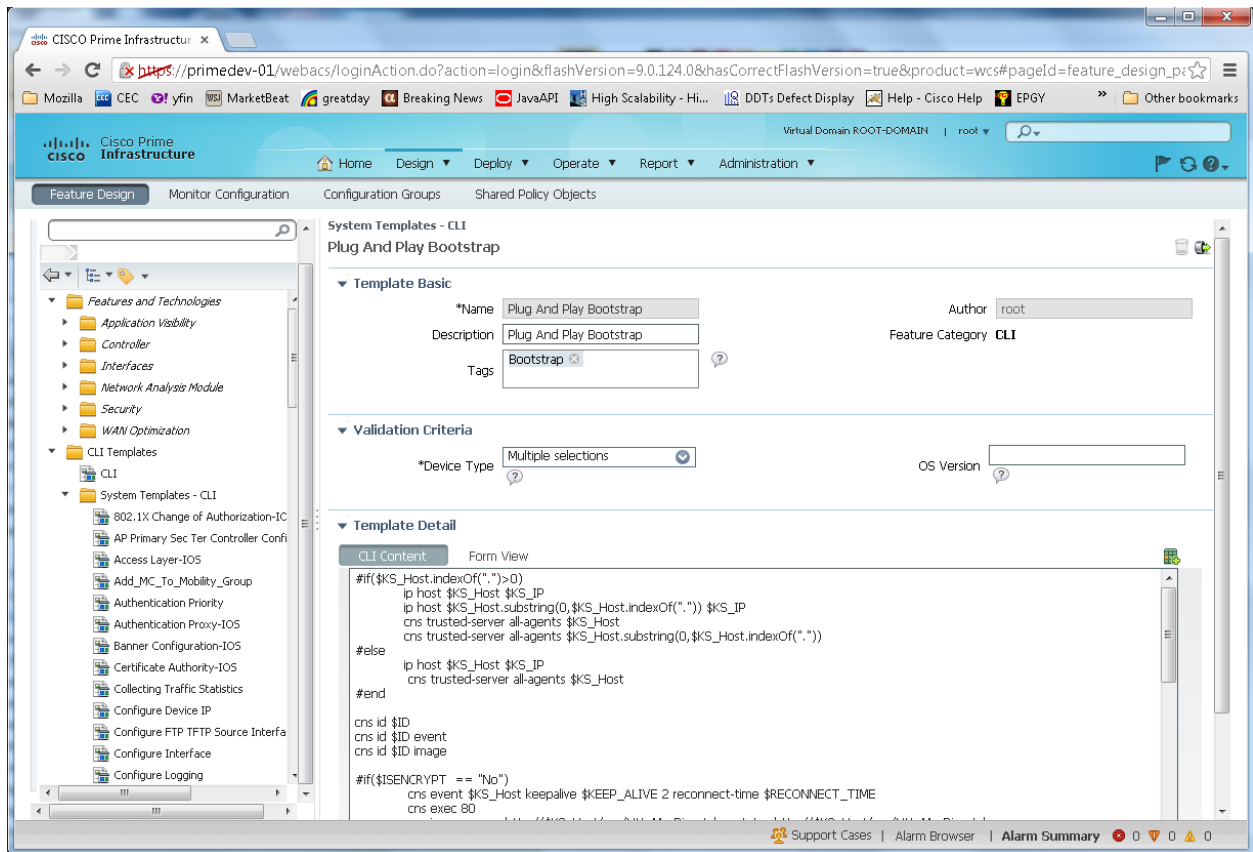 CISCO Prime Infrastructur
https://primedev-01/webacs/loginAction.do?action=login&flashVersion=9.0.124.0&hasCorrectFlashVersion=true&product=wcs#pageId=feature_design_pa
Mozilla CEC yfin MarketBeat greatday Breaking News JavaAPI High Scalability - Hi... DDTs Defect Display Help - Cisco Help EPGY » Other bookmarks
Virtual Domain ROOT-DOMAIN | root
cisco Cisco Prime Infrastructure
Home Design Deploy Operate Report Administration
Feature Design Monitor Configuration Configuration Groups Shared Policy Objects
Features and Technologies
Application Visibility
Controller
Interfaces
Network Analysis Module
Security
WAN Optimization
CLI Templates
CLI
System Templates - CLI
802.1X Change of Authorization-IC
AP Primary Sec Ter Controller Confi
Access Layer-IOS
Add_MC_To_Mobility_Group
Authentication Priority
Authentication Proxy-IOS
Banner Configuration-IOS
Certificate Authority-IOS
Collecting Traffic Statistics
Configure Device IP
Configure FTP TFTP Source Interfa
Configure Interface
Configure Logging
System Templates - CLI
Plug And Play Bootstrap
Template Basic
*Name Plug And Play Bootstrap Author root
Description Plug And Play Bootstrap Feature Category CLI
Tags Bootstrap
Validation Criteria
*Device Type Multiple selections OS Version
Template Detail
CLI Content Form View
#if($KS_Host.indexOf(".")>0)
ip host $KS_Host $KS_IP
ip host $KS_Host.substring(0,$KS_Host.indexOf(".")) $KS_IP
cns trusted-server all-agents $KS_Host
cns trusted-server all-agents $KS_Host.substring(0,$KS_Host.indexOf("."))
#else
ip host $KS_Host $KS_IP
cns trusted-server all-agents $KS_Host
#end
cns id $ID
cns id $ID event
cns id $ID image
#if($ISENCRYPT == "No")
cns event $KS_Host keepalive $KEEP_ALIVE 2 reconnect-time $RECONNECT_TIME
cns exec 80
Support Cases | Alarm Browser | Alarm Summary 0 0 0